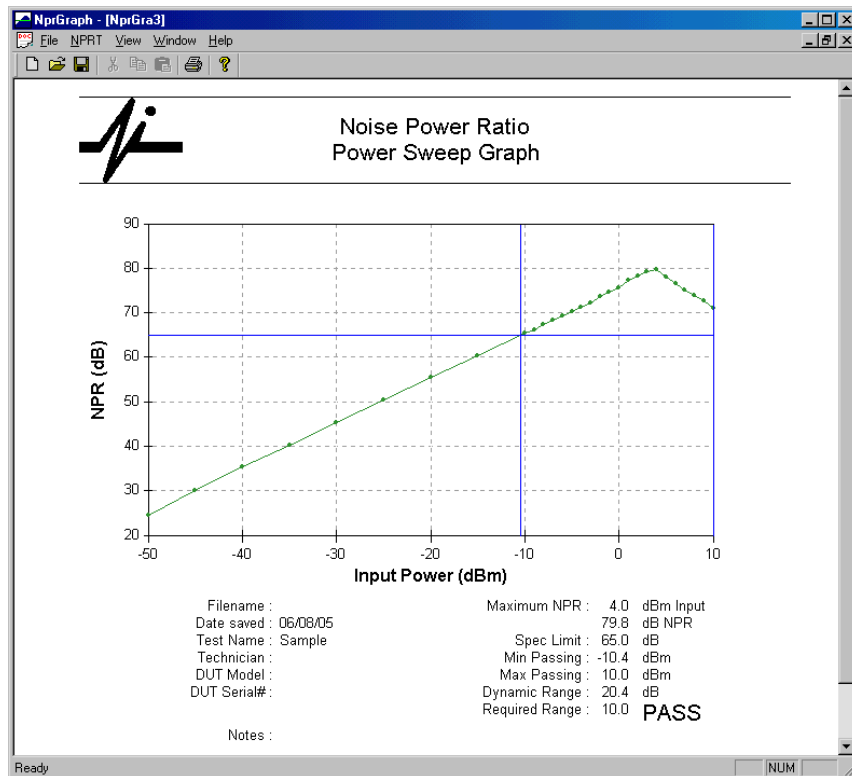 NprGraph - [NprGra3]
File NPRT View Window Help
Noise Power Ratio
Power Sweep Graph
90
80
70
60
50
40
30
20
NPR (dB)
-50 -40 -30 -20 -10 0 10
Input Power (dBm)
Filename :
Date saved : 06/08/05
Test Name : Sample
Technician :
DUT Model :
DUT Serial# :
Notes :
Maximum NPR : 4.0 dBm Input
79.8 dB NPR
Spec Limit : 65.0 dB
Min Passing : -10.4 dBm
Max Passing : 10.0 dBm
Dynamic Range : 20.4 dB
Required Range : 10.0 PASS
Ready NUM